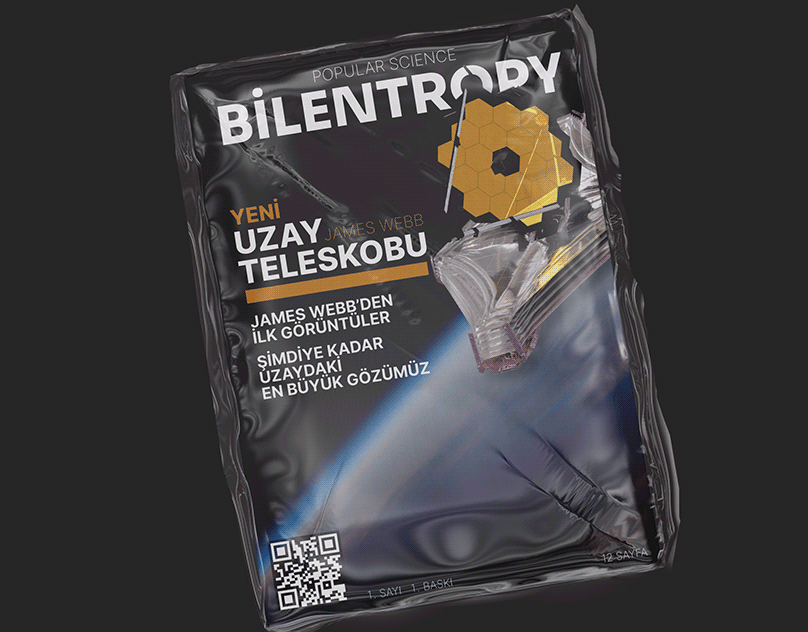 POPULAR SCIENCE
BİLENTROPY
YENİ
UZAY JAMES WEBB
TELESKOBU
JAMES WEBB'DEN
İLK GÖRÜNTÜLER
ŞİMDİYE KADAR
UZAYDAKİ
EN BÜYÜK GÖZÜMÜZ
1. SAYI 1. BASKI
12 SAYFA